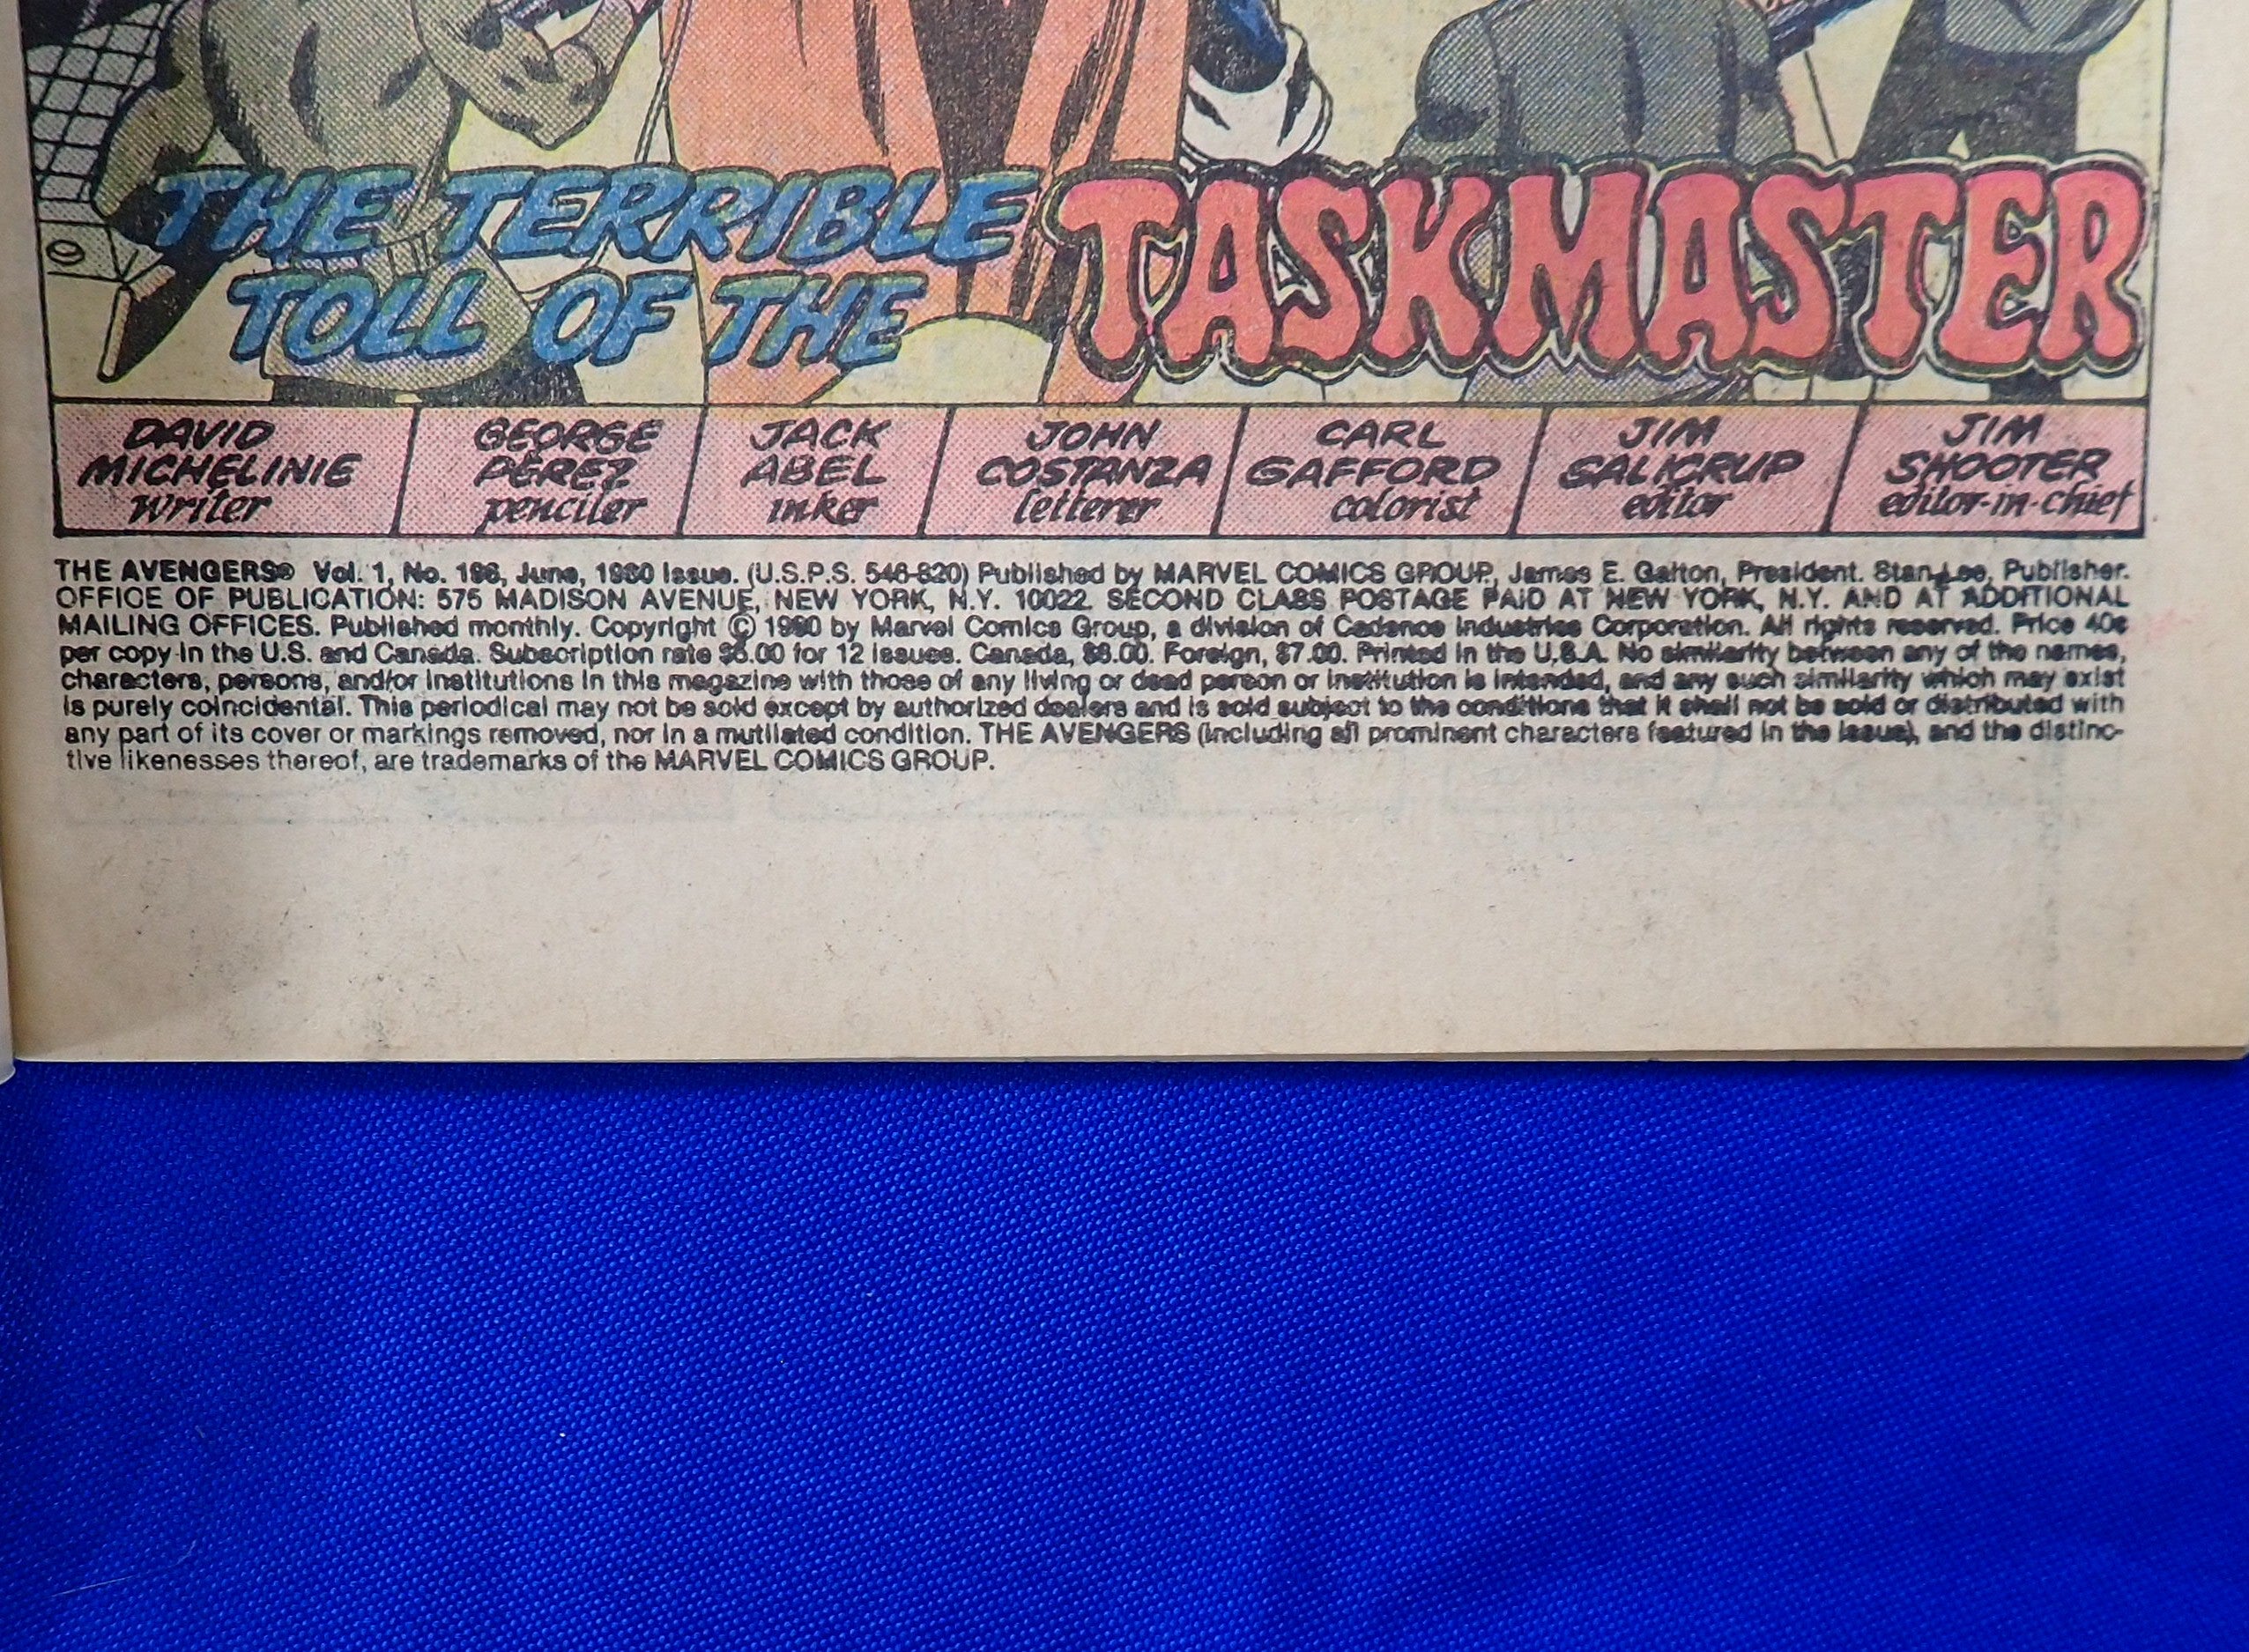 THE TERRIBLE
TOLL OF THE TASKMASTER
DAVID MICHELINIE writer
GEORGE PÉREZ penciler
JACK ABEL inker
JOHN COSTANZA letterer
CARL GAFFORD colorist
JIM SALICRUP editor
JIM SHOOTER editor-in-chief
THE AVENGERS® Vol. 1, No. 196, June, 1980 issue. (U.S.P.S. 546-820) Published by MARVEL COMICS GROUP, James E. Galton, President. Stan Lee, Publisher.
OFFICE OF PUBLICATION: 575 MADISON AVENUE, NEW YORK, N.Y. 10022. SECOND CLASS POSTAGE PAID AT NEW YORK, N.Y. AND AT ADDITIONAL
MAILING OFFICES. Published monthly. Copyright © 1980 by Marvel Comics Group, a division of Cadence Industries Corporation. All rights reserved. Price 40¢
per copy in the U.S. and Canada. Subscription rate $5.00 for 12 issues. Canada, $6.00. Foreign, $7.00. Printed in the U.S.A. No similarity between any of the names,
characters, persons, and/or institutions in this magazine with those of any living or dead person or institution is intended, and any such similarity which may exist
is purely coincidental. This periodical may not be sold except by authorized dealers and is sold subject to the conditions that it shall not be sold or distributed with
any part of its cover or markings removed, nor in a mutilated condition. THE AVENGERS (including all prominent characters featured in the issue), and the distinc-
tive likenesses thereof, are trademarks of the MARVEL COMICS GROUP.